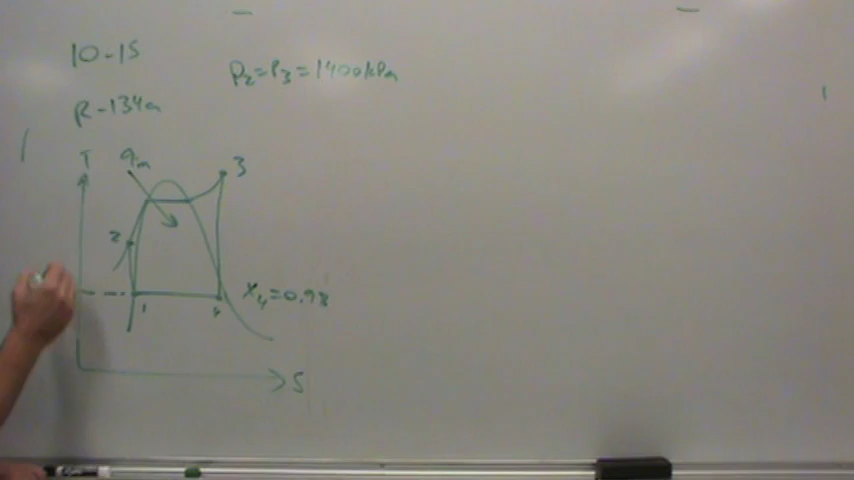 10-15
P2=P3=1400kPa
R-134a
T
qin
3
2
1
4
x4=0.98
S